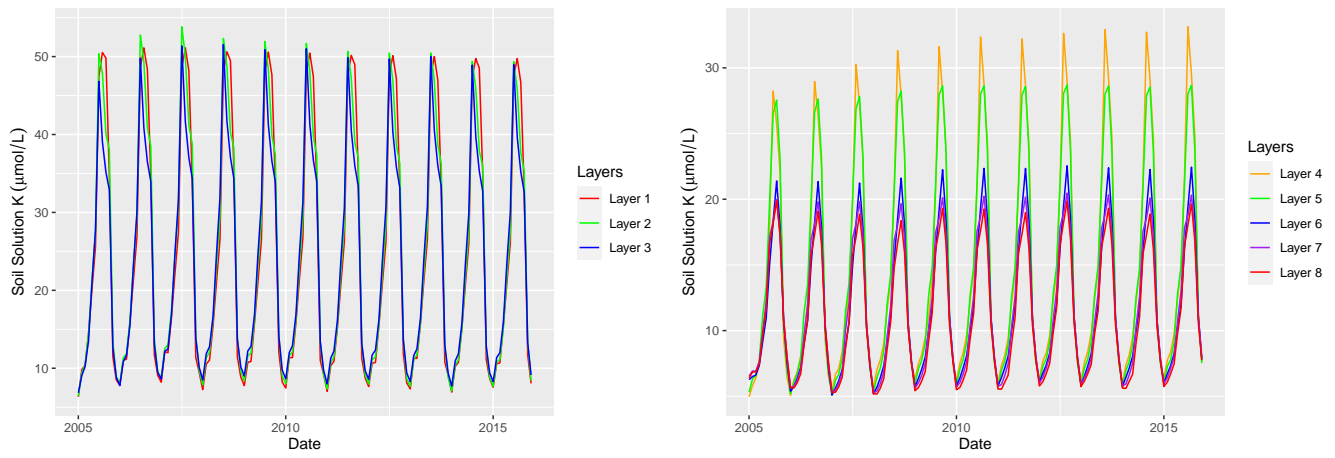 Soil Solution K (μmol/L)
50
40
30
20
10
2005
2010
2015
Date
Layers
Layer 1
Layer 2
Layer 3
Soil Solution K (μmol/L)
30
20
10
2005
2010
2015
Date
Layers
Layer 4
Layer 5
Layer 6
Layer 7
Layer 8